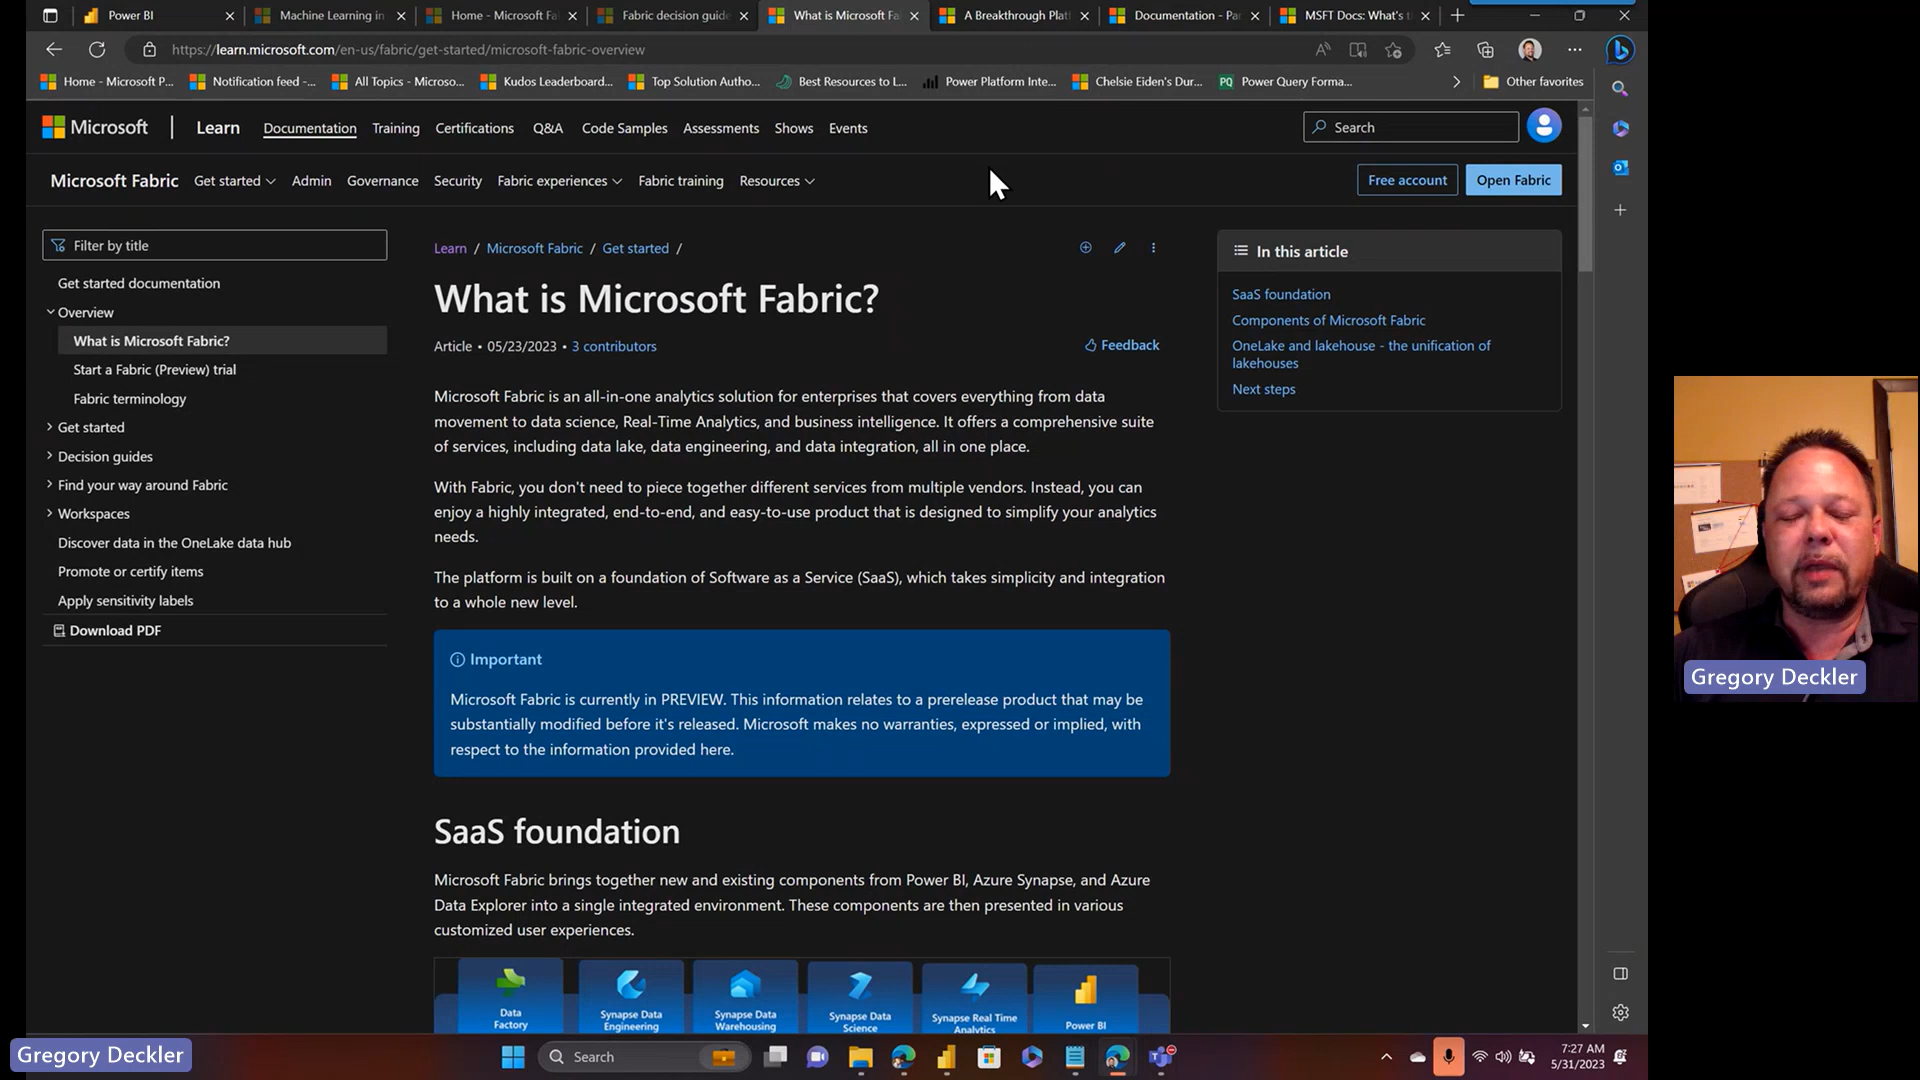 Power BI
Machine Learning in
Home - Microsoft Fa
Fabric decision guide
What is Microsoft Fa
A Breakthrough Plat
Documentation - Pa
MSFT Docs: What's t
https://learn.microsoft.com/en-us/fabric/get-started/microsoft-fabric-overview
Home - Microsoft P...
Notification feed -...
All Topics - Microso...
Kudos Leaderboard...
Top Solution Autho...
Best Resources to L...
Power Platform Inte...
Chelsie Eiden's Dur...
PQ Power Query Forma...
Other favorites
Microsoft
Learn
Documentation
Training
Certifications
Q&A
Code Samples
Assessments
Shows
Events
Search
Microsoft Fabric
Get started
Admin
Governance
Security
Fabric experiences
Fabric training
Resources
Free account
Open Fabric
Filter by title
Get started documentation
Overview
What is Microsoft Fabric?
Start a Fabric (Preview) trial
Fabric terminology
Get started
Decision guides
Find your way around Fabric
Workspaces
Discover data in the OneLake data hub
Promote or certify items
Apply sensitivity labels
Download PDF
Learn / Microsoft Fabric / Get started /
What is Microsoft Fabric?
Article • 05/23/2023 • 3 contributors
Feedback
Microsoft Fabric is an all-in-one analytics solution for enterprises that covers everything from data
movement to data science, Real-Time Analytics, and business intelligence. It offers a comprehensive suite
of services, including data lake, data engineering, and data integration, all in one place.
With Fabric, you don't need to piece together different services from multiple vendors. Instead, you can
enjoy a highly integrated, end-to-end, and easy-to-use product that is designed to simplify your analytics
needs.
The platform is built on a foundation of Software as a Service (SaaS), which takes simplicity and integration
to a whole new level.
Important
Microsoft Fabric is currently in PREVIEW. This information relates to a prerelease product that may be
substantially modified before it's released. Microsoft makes no warranties, expressed or implied, with
respect to the information provided here.
SaaS foundation
Microsoft Fabric brings together new and existing components from Power BI, Azure Synapse, and Azure
Data Explorer into a single integrated environment. These components are then presented in various
customized user experiences.
Data
Factory
Synapse Data
Engineering
Synapse Data
Warehousing
Synapse Data
Science
Synapse Real Time
Analytics
Power BI
In this article
SaaS foundation
Components of Microsoft Fabric
OneLake and lakehouse - the unification of
lakehouses
Next steps
Gregory Deckler
Gregory Deckler
Search
7:27 AM
5/31/2023